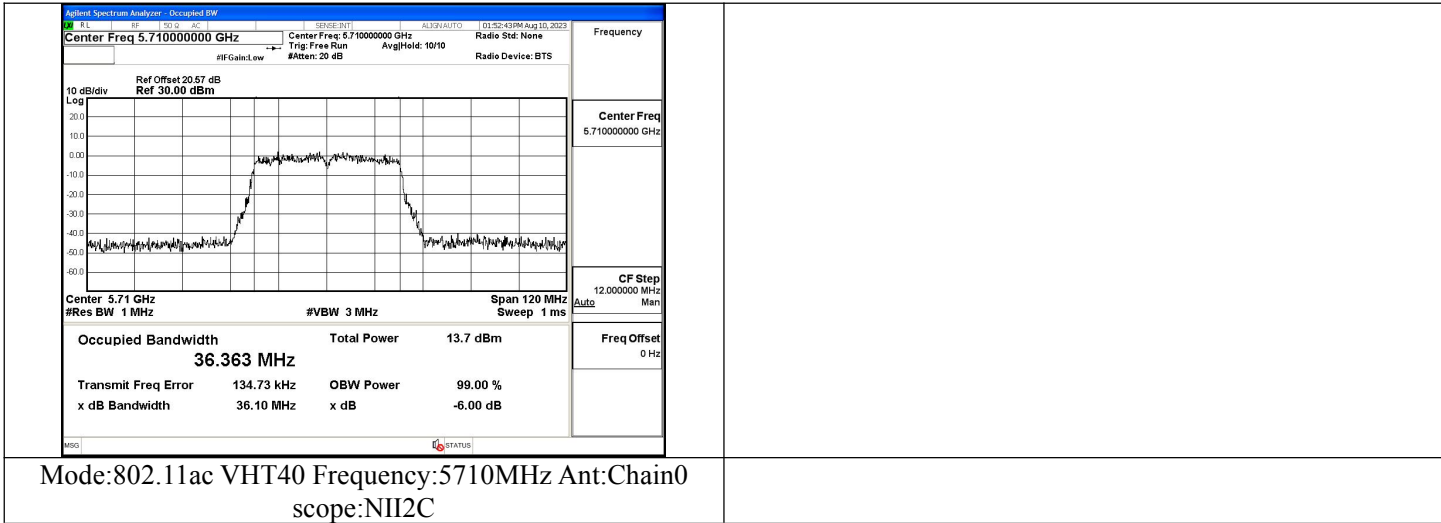 Agilent Spectrum Analyzer - Occupied BW
RL RF 50 Ω AC SENSE:INT ALIGNAUTO 01:52:43PM Aug 10, 2023
Center Freq 5.710000000 GHz
Center Freq: 5.710000000 GHz
Radio Std: None
Trig: Free Run Avg|Hold: 10/10
#IFGain:Low #Atten: 20 dB Radio Device: BTS
Ref Offset 20.57 dB
10 dB/div Ref 30.00 dBm
Log
20.0
10.0
0.00
-10.0
-20.0
-30.0
-40.0
-50.0
-60.0
Center 5.71 GHz Span 120 MHz
#Res BW 1 MHz #VBW 3 MHz Sweep 1 ms
Occupied Bandwidth Total Power 13.7 dBm
36.363 MHz
Transmit Freq Error 134.73 kHz OBW Power 99.00 %
x dB Bandwidth 36.10 MHz x dB -6.00 dB
MSG STATUS
Frequency
Center Freq
5.710000000 GHz
CF Step
12.000000 MHz
Auto Man
Freq Offset
0 Hz
Mode:802.11ac VHT40 Frequency:5710MHz Ant:Chain0
scope:NII2C